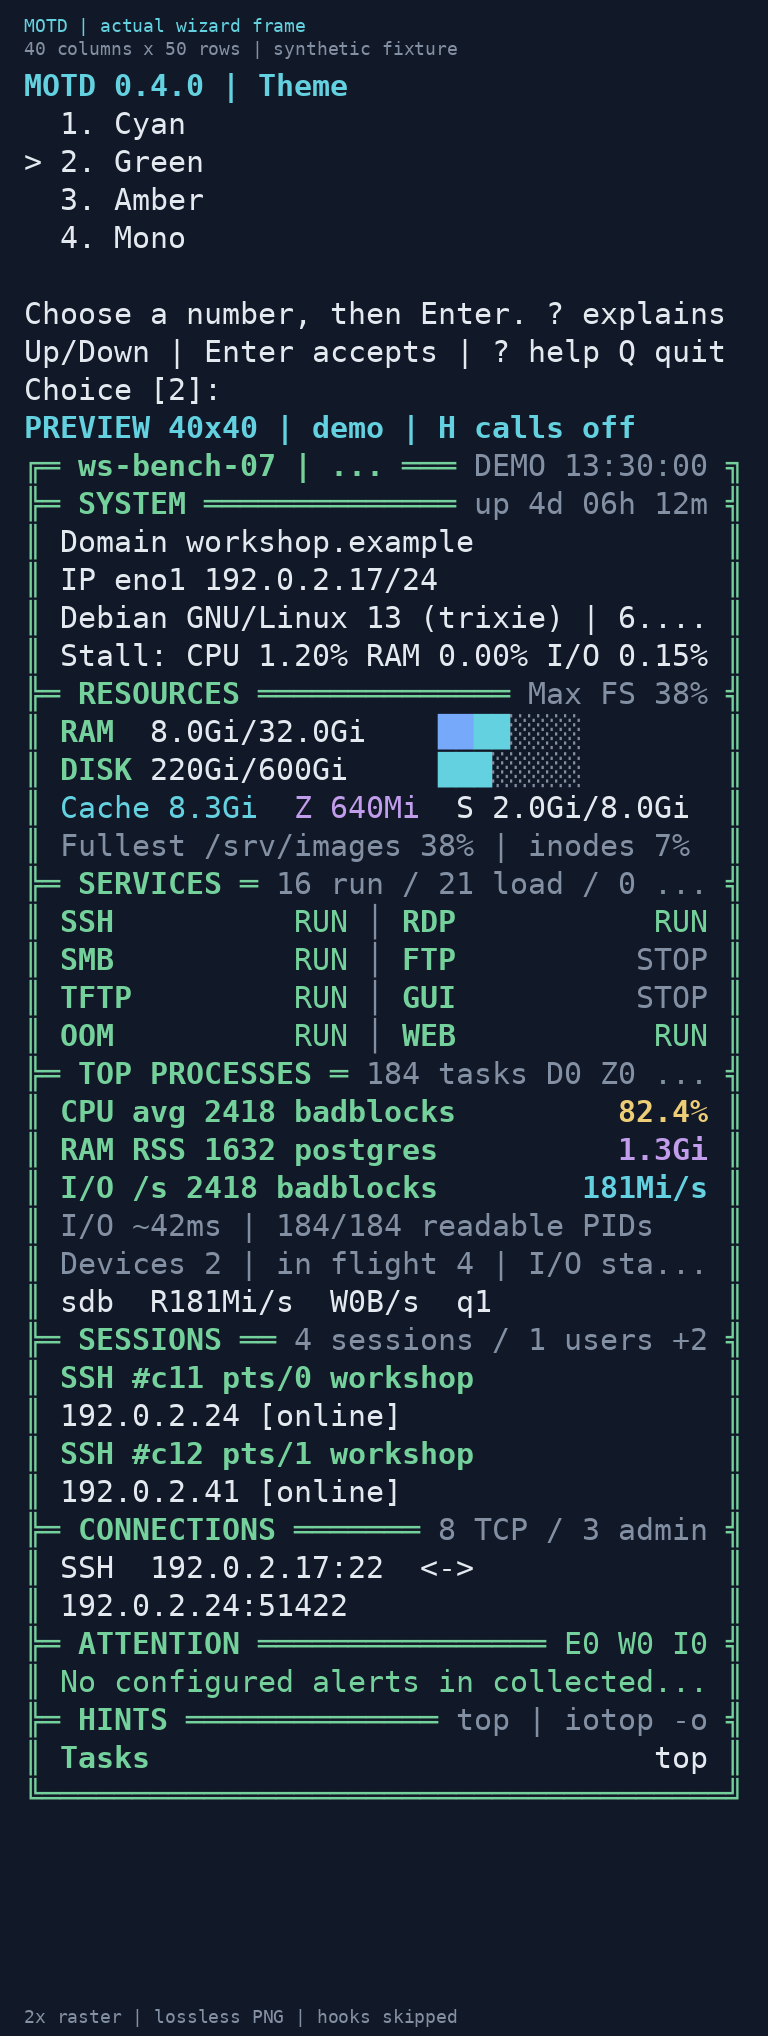 MOTD | actual wizard frame
40 columns x 50 rows | synthetic fixture
MOTD 0.4.0 | Theme
1. Cyan
> 2. Green
3. Amber
4. Mono
Choose a number, then Enter. ? explains
Up/Down | Enter accepts | ? help Q quit
Choice [2]:
PREVIEW 40x40 | demo | H calls off
ws-bench-07 | ... DEMO 13:30:00
SYSTEM up 4d 06h 12m
Domain workshop.example
IP eno1 192.0.2.17/24
Debian GNU/Linux 13 (trixie) | 6....
Stall: CPU 1.20% RAM 0.00% I/O 0.15%
RESOURCES Max FS 38%
RAM 8.0Gi/32.0Gi
DISK 220Gi/600Gi
Cache 8.3Gi Z 640Mi S 2.0Gi/8.0Gi
Fullest /srv/images 38% | inodes 7%
SERVICES 16 run / 21 load / 0 ...
SSH RUN │ RDP RUN
SMB RUN │ FTP STOP
TFTP RUN │ GUI STOP
OOM RUN │ WEB RUN
TOP PROCESSES 184 tasks D0 Z0 ...
CPU avg 2418 badblocks 82.4%
RAM RSS 1632 postgres 1.3Gi
I/O /s 2418 badblocks 181Mi/s
I/O ~42ms | 184/184 readable PIDs
Devices 2 | in flight 4 | I/O sta...
sdb R181Mi/s W0B/s q1
SESSIONS 4 sessions / 1 users +2
SSH #c11 pts/0 workshop
192.0.2.24 [online]
SSH #c12 pts/1 workshop
192.0.2.41 [online]
CONNECTIONS 8 TCP / 3 admin
SSH 192.0.2.17:22 <->
192.0.2.24:51422
ATTENTION E0 W0 I0
No configured alerts in collected...
HINTS top | iotop -o
Tasks top
2x raster | lossless PNG | hooks skipped